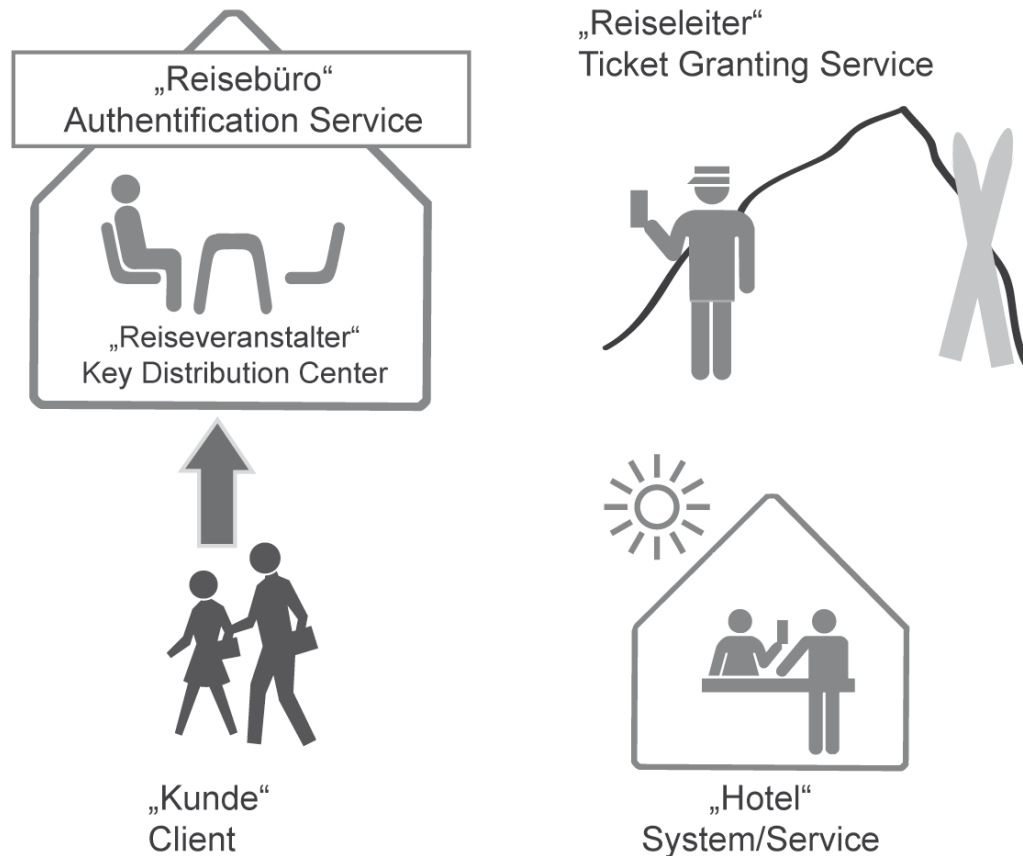 „Reisebüro“
Authentification Service
„Reiseveranstalter“
Key Distribution Center
„Kunde“
Client
„Reiseleiter“
Ticket Granting Service
„Hotel“
System/Service